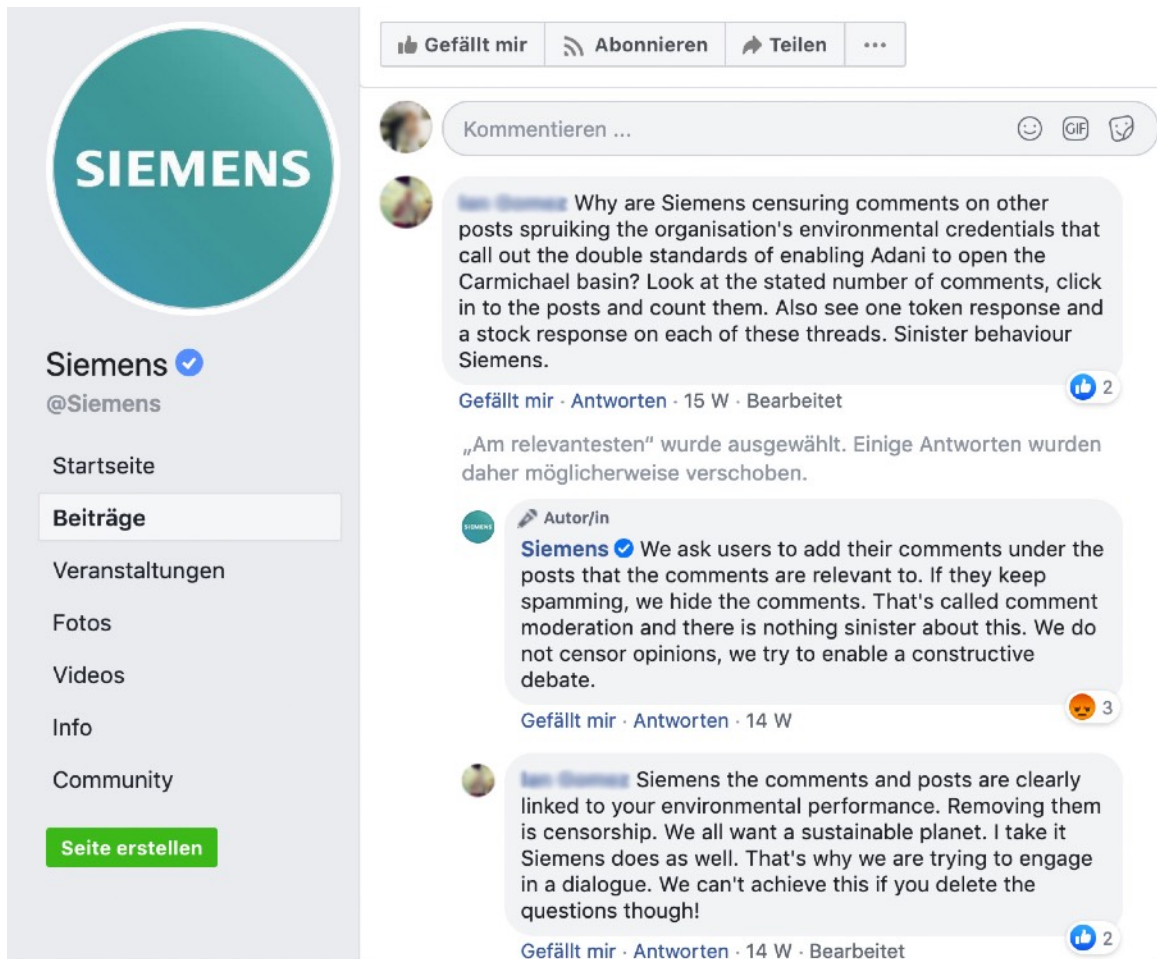 SIEMENS
Siemens
@Siemens
Startseite
Beiträge
Veranstaltungen
Fotos
Videos
Info
Community
Seite erstellen
Gefällt mir
Abonnieren
Teilen
Kommentieren ...
GIF
Why are Siemens censuring comments on other
posts spruiking the organisation's environmental credentials that
call out the double standards of enabling Adani to open the
Carmichael basin? Look at the stated number of comments, click
in to the posts and count them. Also see one token response and
a stock response on each of these threads. Sinister behaviour
Siemens.
2
Gefällt mir · Antworten · 15 W · Bearbeitet
„Am relevantesten“ wurde ausgewählt. Einige Antworten wurden
daher möglicherweise verschoben.
SIEMENS
Autor/in
Siemens We ask users to add their comments under the
posts that the comments are relevant to. If they keep
spamming, we hide the comments. That's called comment
moderation and there is nothing sinister about this. We do
not censor opinions, we try to enable a constructive
debate.
3
Gefällt mir · Antworten · 14 W
Siemens the comments and posts are clearly
linked to your environmental performance. Removing them
is censorship. We all want a sustainable planet. I take it
Siemens does as well. That's why we are trying to engage
in a dialogue. We can't achieve this if you delete the
questions though!
2
Gefällt mir · Antworten · 14 W · Bearbeitet